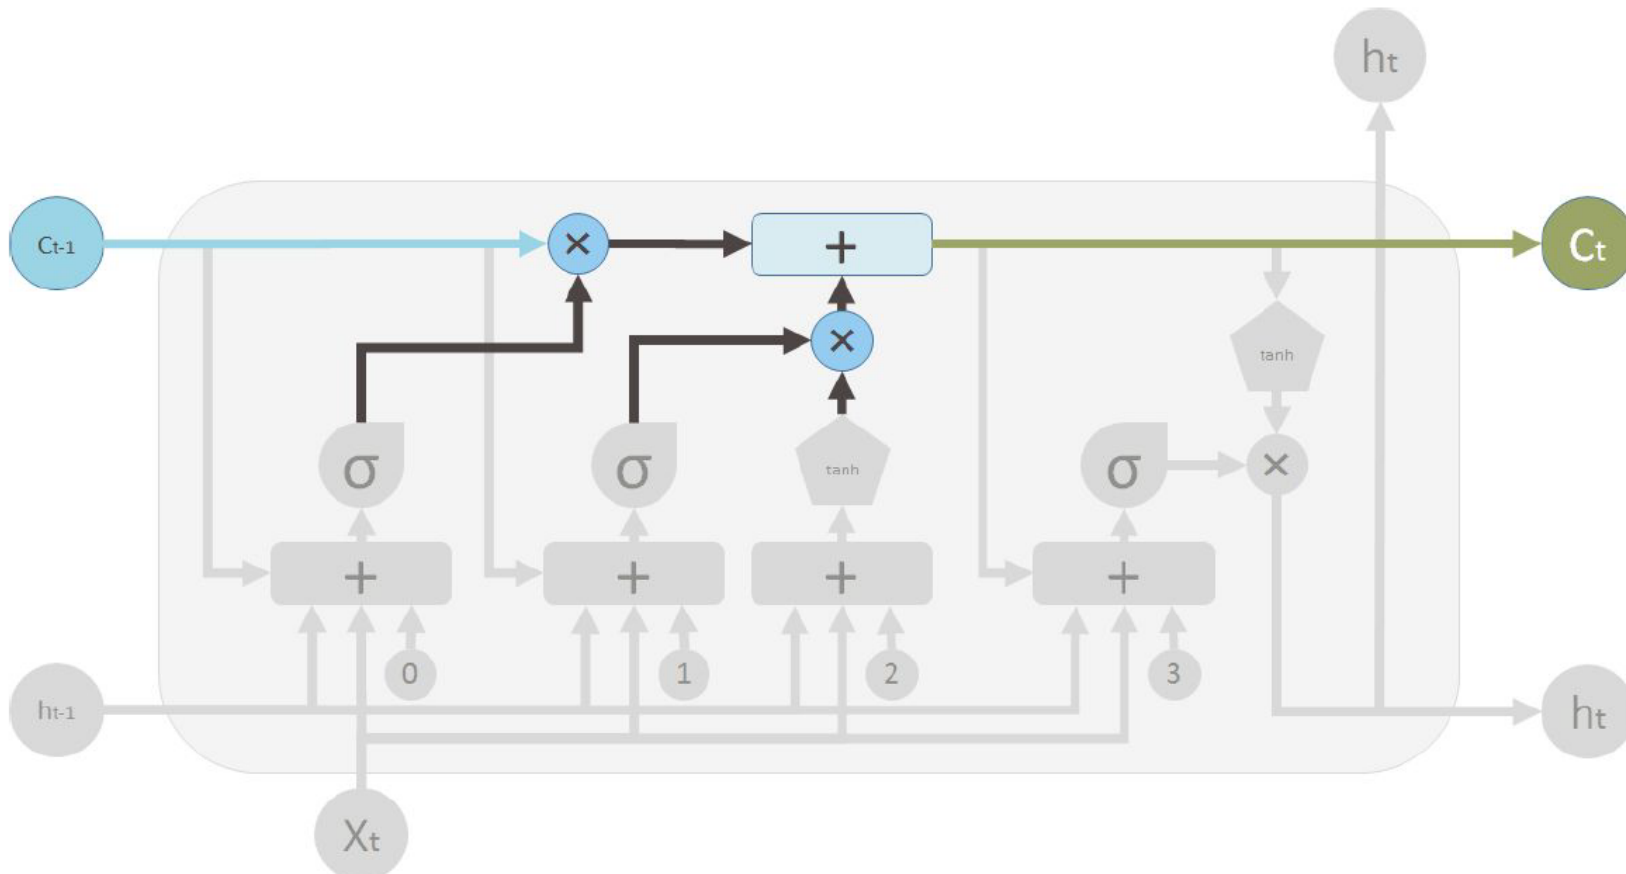 ht
Ct-1
×
+
Ct
×
tanh
σ
σ
tanh
σ
×
+
+
+
+
0
1
2
3
ht-1
ht
Xt